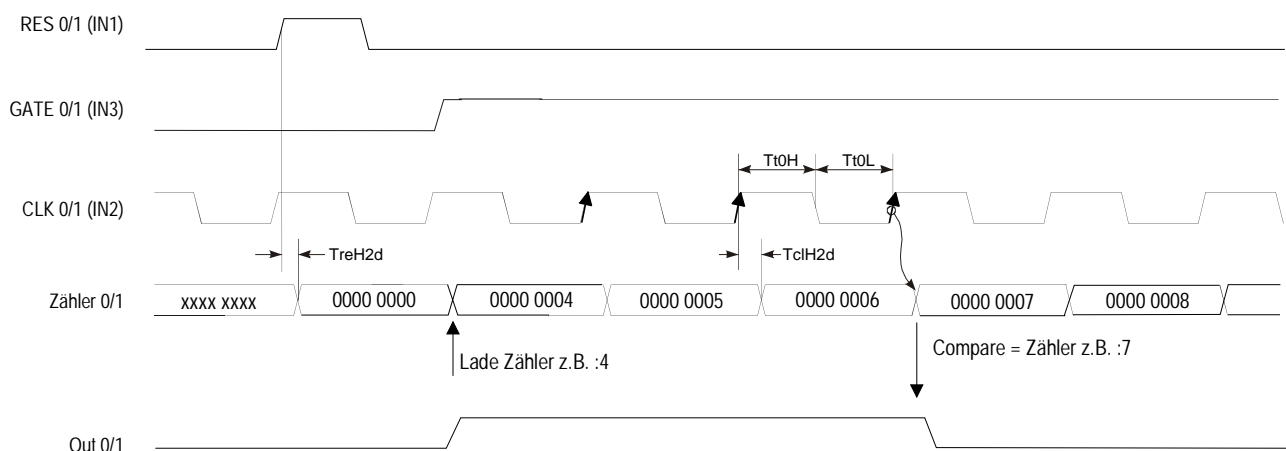 RES 0/1 (IN1)
GATE 0/1 (IN3)
Tt0H Tt0L
CLK 0/1 (IN2)
TreH2d TclH2d
Zähler 0/1 xxxx xxxx 0000 0000 0000 0004 0000 0005 0000 0006 0000 0007 0000 0008
Lade Zähler z.B. :4 Compare = Zähler z.B. :7
Out 0/1